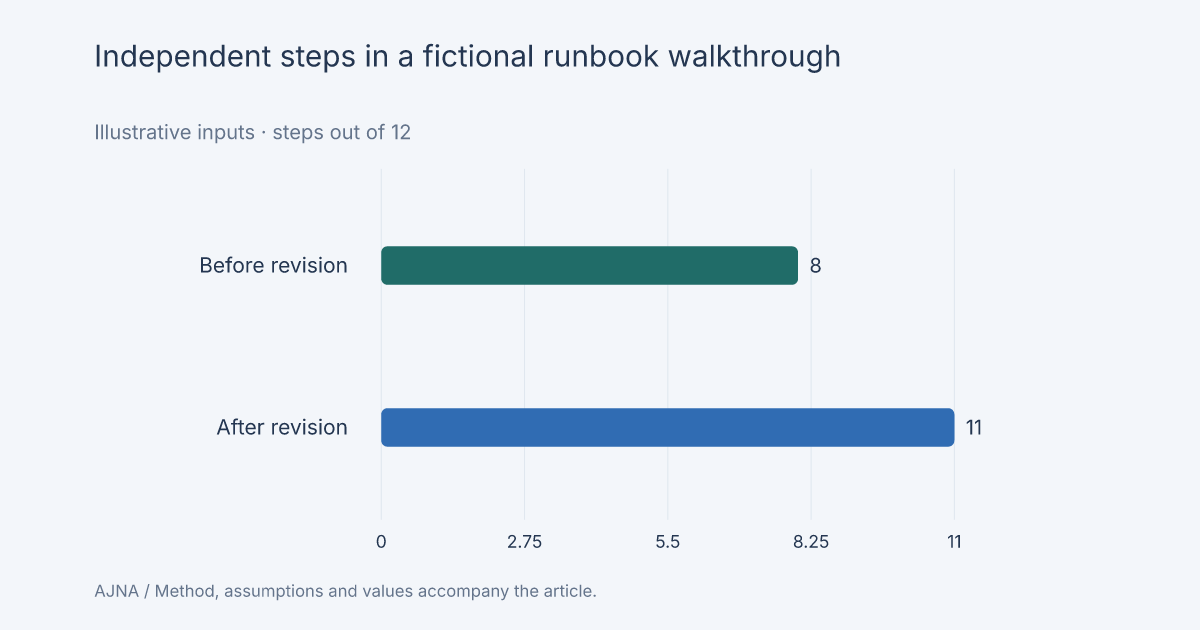 Independent steps in a fictional runbook walkthrough
Illustrative inputs · steps out of 12
Before revision
8
After revision
11
0 2.75 5.5 8.25 11
AJNA / Method, assumptions and values accompany the article.